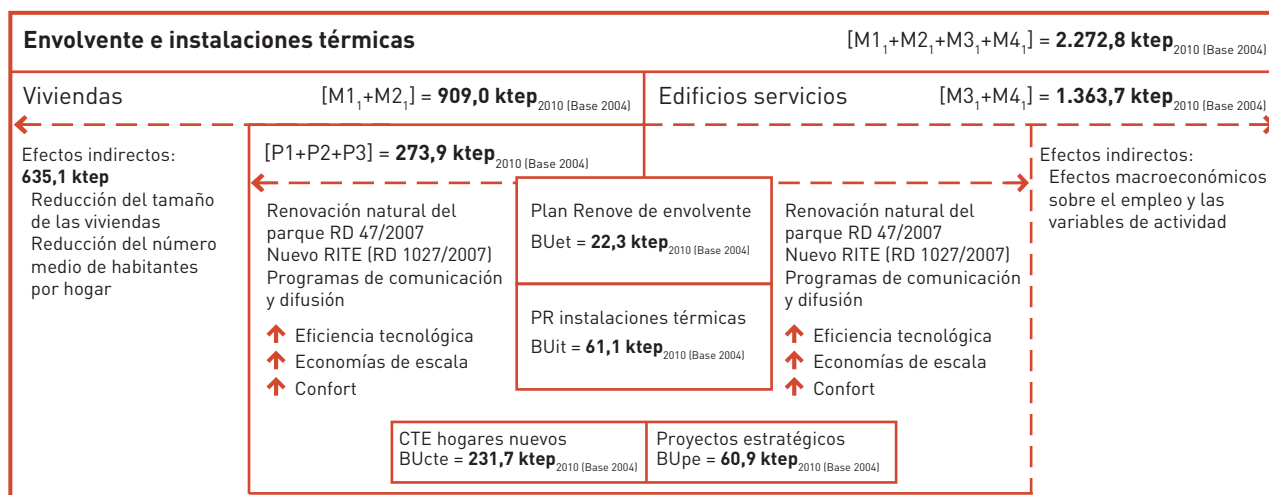 Envolvente e instalaciones térmicas
[M1₁+M2₁+M3₁+M4₁] = 2.272,8 ktep2010 (Base 2004)
Viviendas
[M1₁+M2₁] = 909,0 ktep2010 (Base 2004)
Edificios servicios
[M3₁+M4₁] = 1.363,7 ktep2010 (Base 2004)
Efectos indirectos:
635,1 ktep
Reducción del tamaño
de las viviendas
Reducción del número
medio de habitantes
por hogar
[P1+P2+P3] = 273,9 ktep2010 (Base 2004)
Renovación natural del
parque RD 47/2007
Nuevo RITE (RD 1027/2007)
Programas de comunicación
y difusión
Eficiencia tecnológica
Economías de escala
Confort
Plan Renove de envolvente
BUet = 22,3 ktep2010 (Base 2004)
PR instalaciones térmicas
BUit = 61,1 ktep2010 (Base 2004)
Renovación natural del
parque RD 47/2007
Nuevo RITE (RD 1027/2007)
Programas de comunicación
y difusión
Eficiencia tecnológica
Economías de escala
Confort
Efectos indirectos:
Efectos macroeconómicos
sobre el empleo y las
variables de actividad
CTE hogares nuevos
BUcte = 231,7 ktep2010 (Base 2004)
Proyectos estratégicos
BUpe = 60,9 ktep2010 (Base 2004)